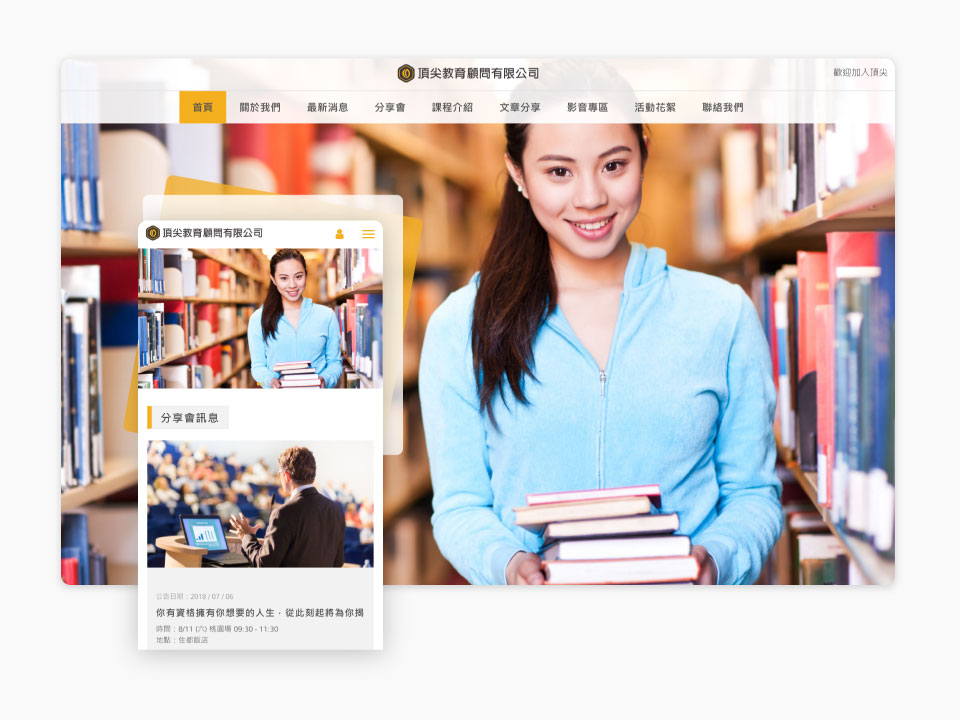 頂尖教育顧問有限公司
歡迎加入頂尖
首頁 關於我們 最新消息 分享會 課程介紹 文章分享 影音專區 活動花絮 聯絡我們
頂尖教育顧問有限公司
分享會訊息
公告日期：2018 / 07 / 06
你有資格擁有你想要的人生，從此刻起將為你揭
時間：8/11 (六) 桃園場 09:30 - 11:30
地點：住都飯店